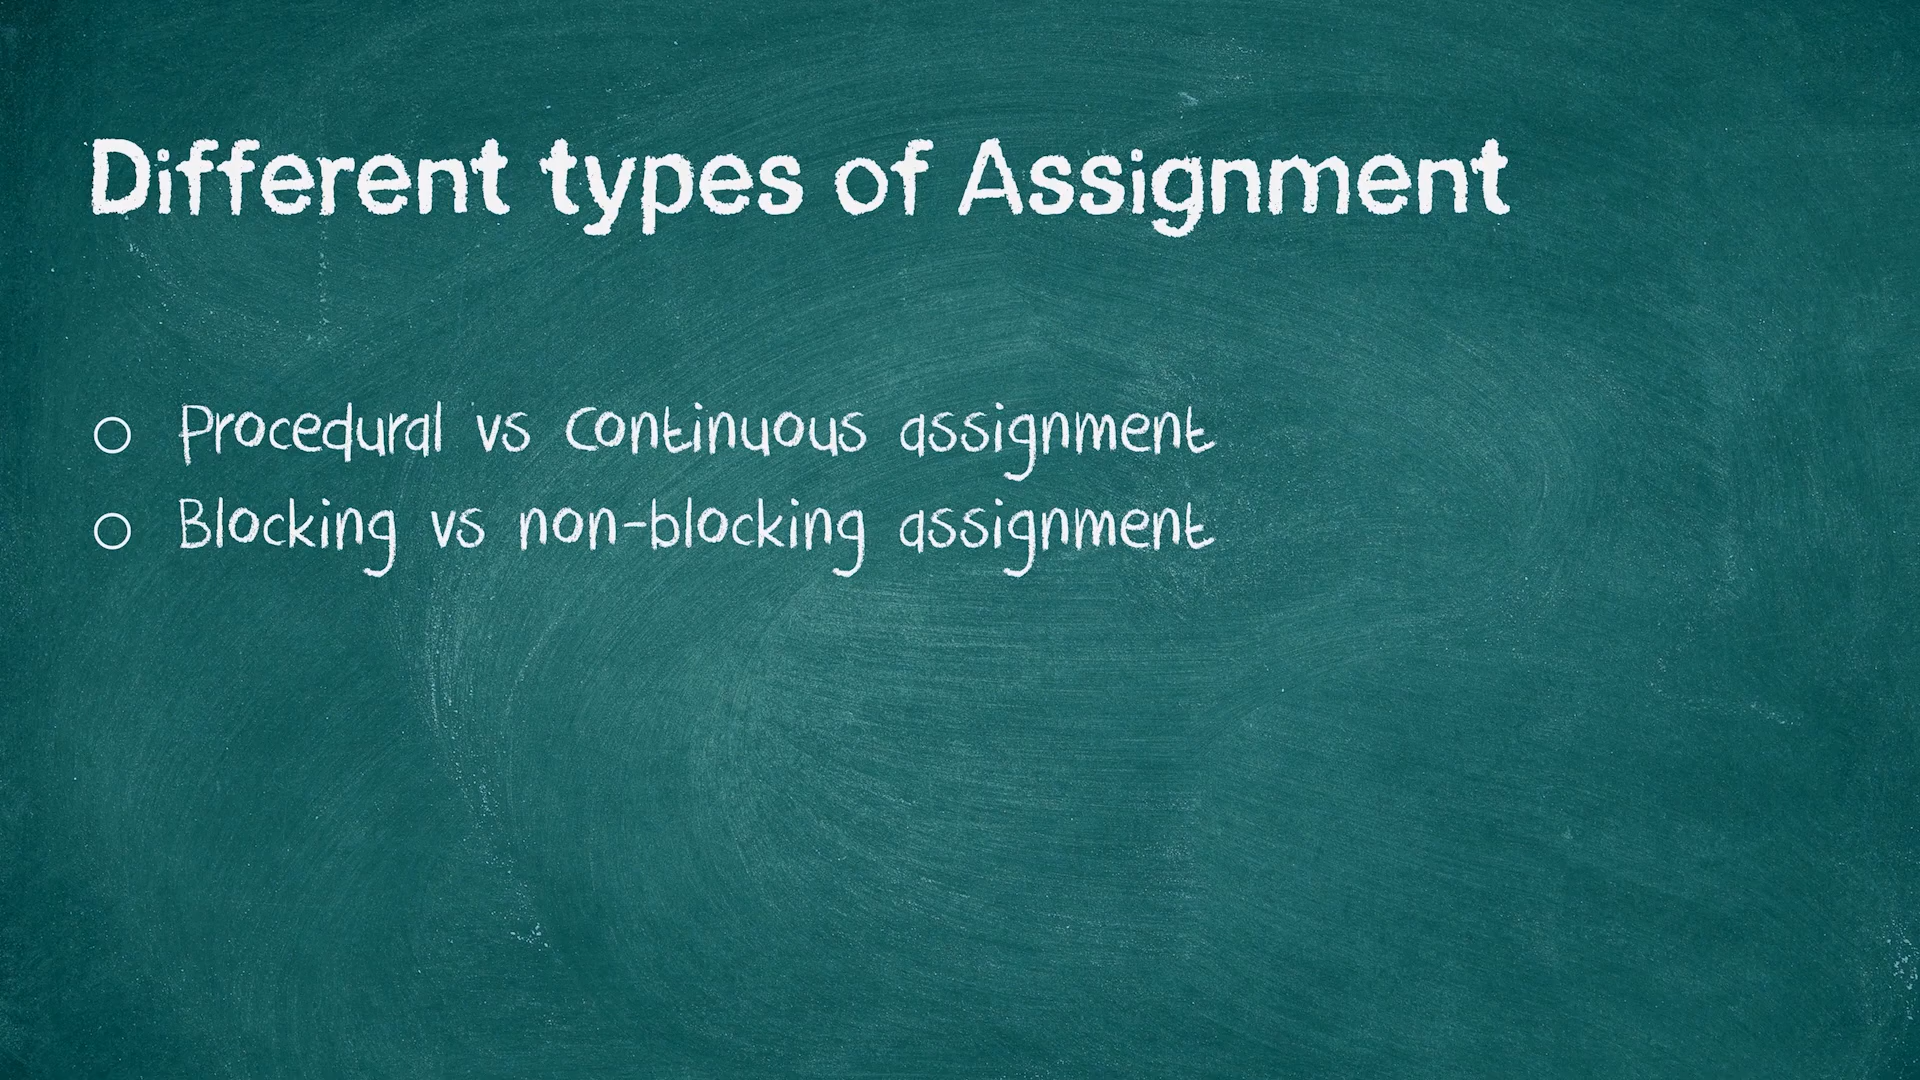 Different types of Assignment
Procedural vs Continuous assignment
Blocking vs non-blocking assignment